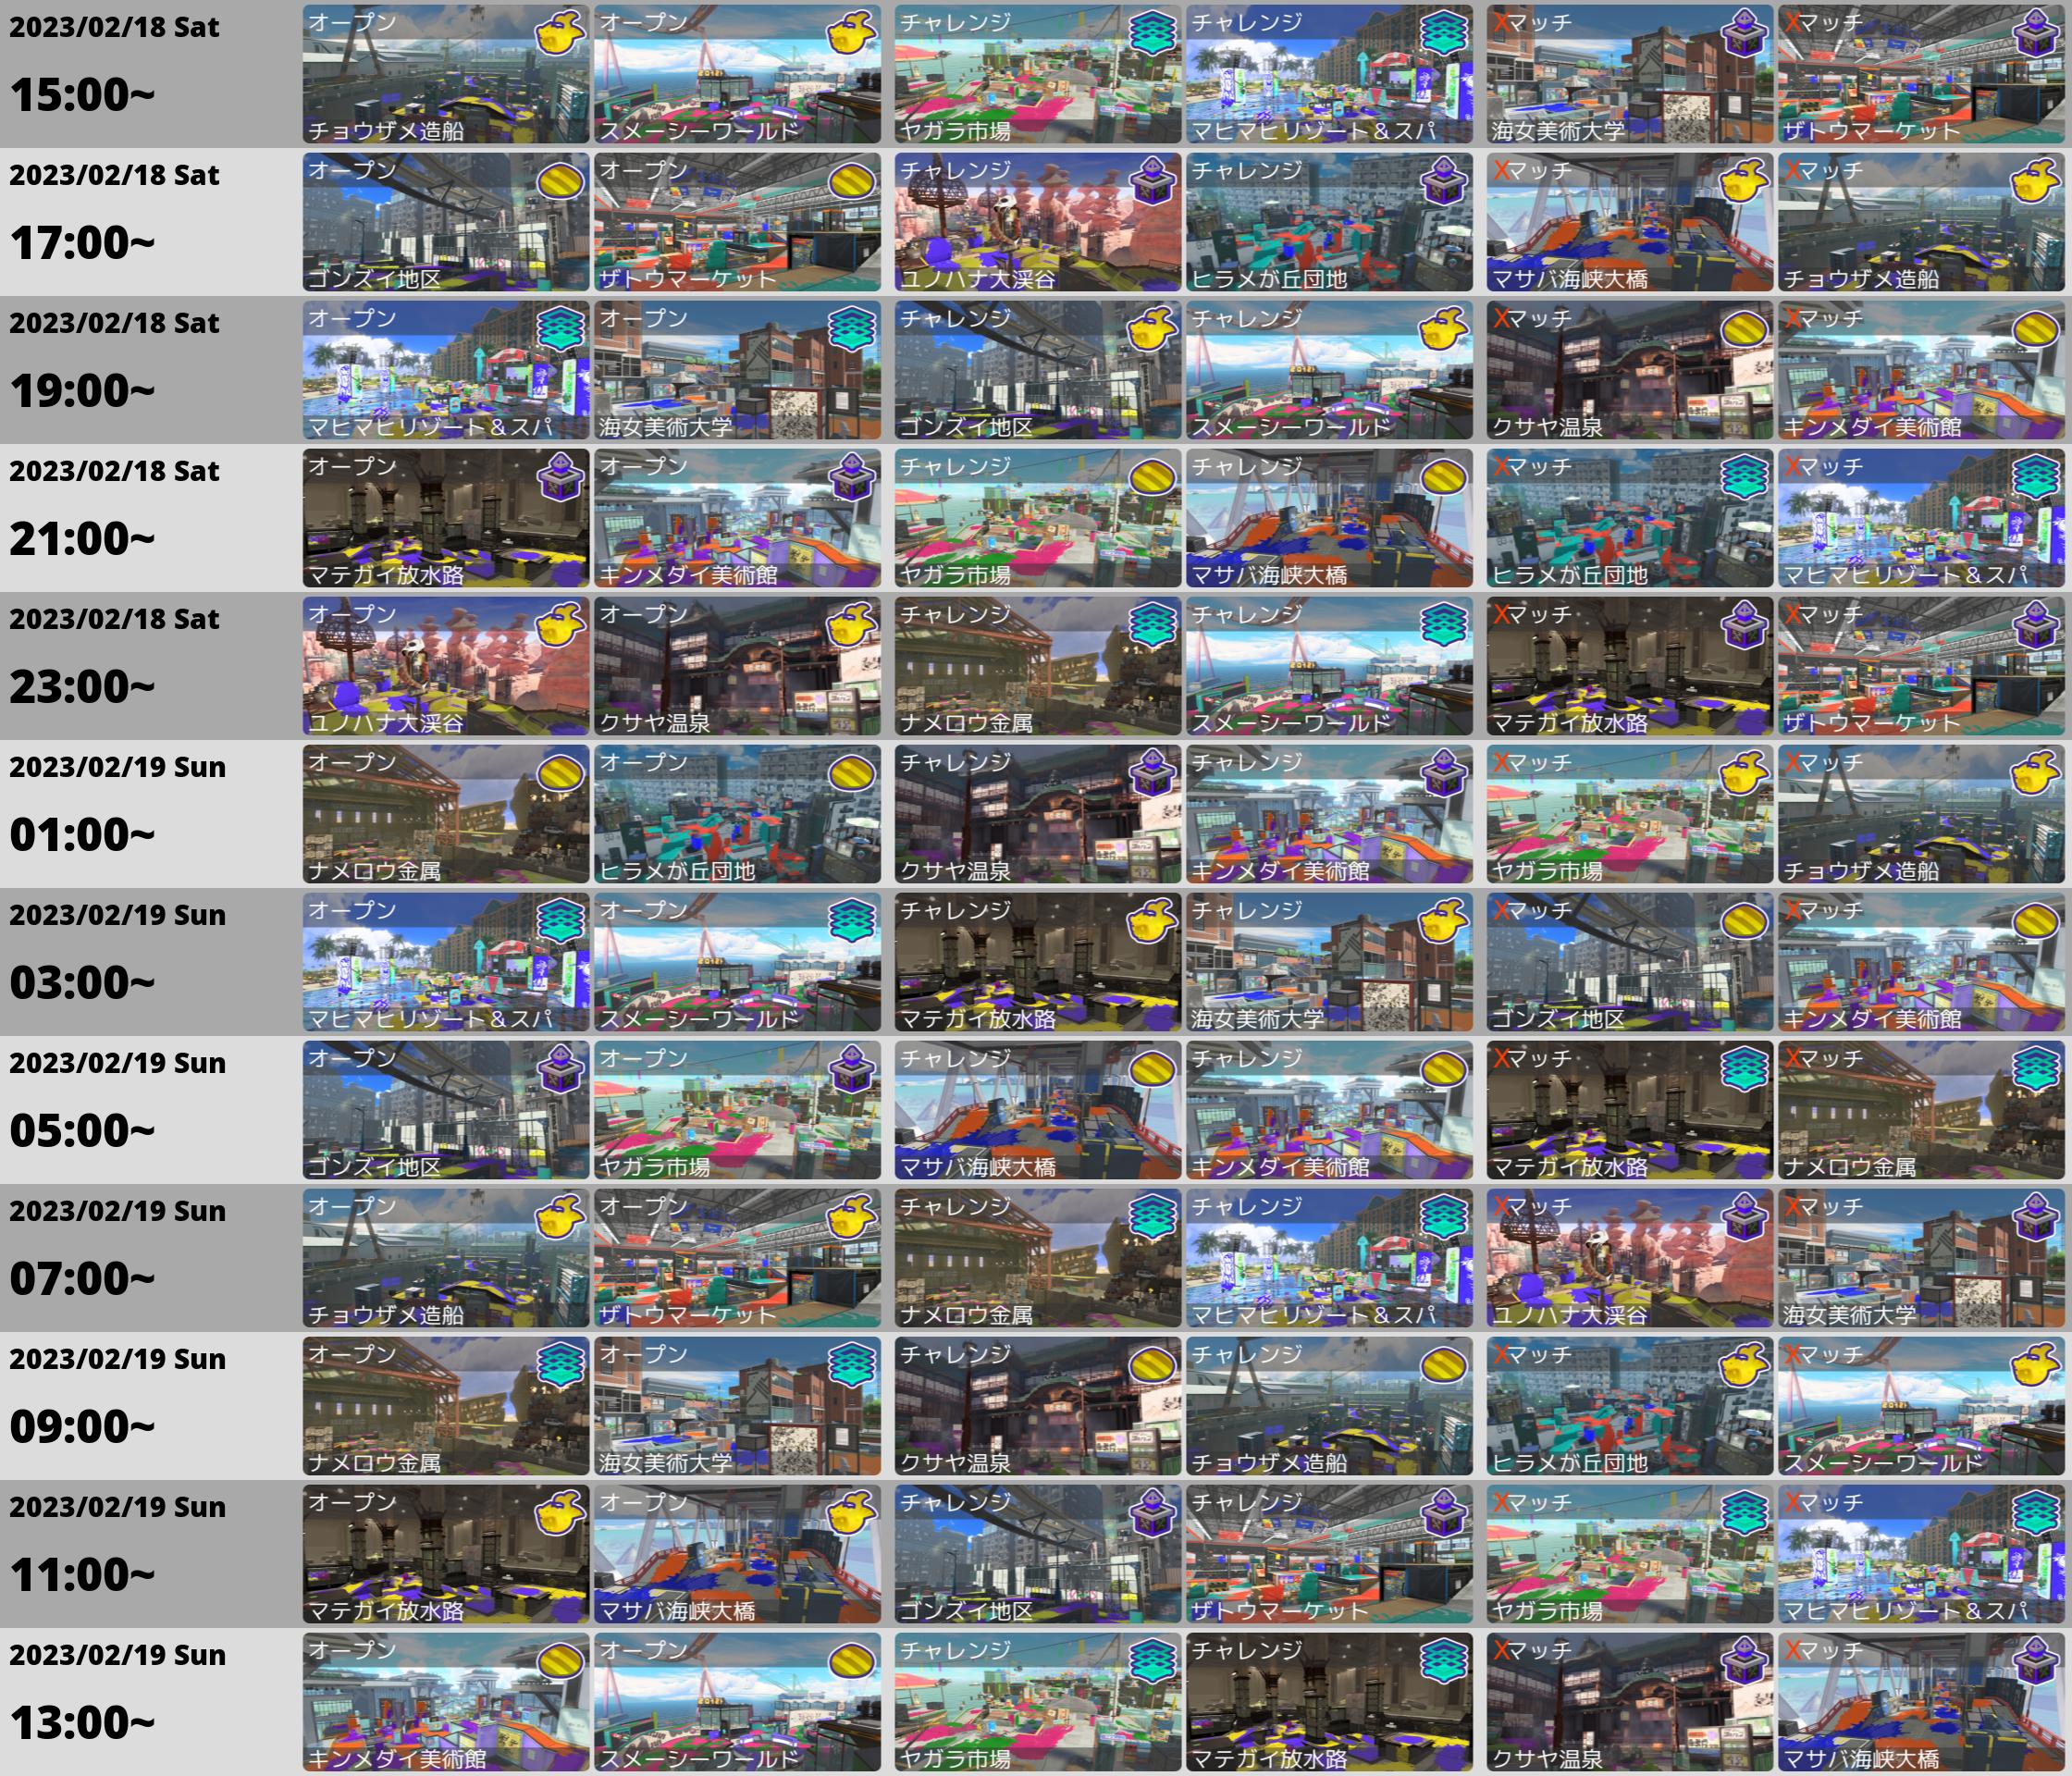 2023/02/18 Sat
15:00~
オープン オープン チャレンジ チャレンジ Xマッチ Xマッチ
チョウザメ造船 スメーシーワールド ヤガラ市場 マヒマヒリゾート＆スパ 海女美術大学 ザトウマーケット
2023/02/18 Sat
17:00~
オープン オープン チャレンジ チャレンジ Xマッチ Xマッチ
ゴンズイ地区 ザトウマーケット ユノハナ大渓谷 ヒラメが丘団地 マサバ海峡大橋 チョウザメ造船
2023/02/18 Sat
19:00~
オープン オープン チャレンジ チャレンジ Xマッチ Xマッチ
マヒマヒリゾート＆スパ 海女美術大学 ゴンズイ地区 スメーシーワールド クサヤ温泉 キンメダイ美術館
2023/02/18 Sat
21:00~
オープン オープン チャレンジ チャレンジ Xマッチ Xマッチ
マテガイ放水路 キンメダイ美術館 ヤガラ市場 マサバ海峡大橋 ヒラメが丘団地 マヒマヒリゾート＆スパ
2023/02/18 Sat
23:00~
オープン オープン チャレンジ チャレンジ Xマッチ Xマッチ
ユノハナ大渓谷 クサヤ温泉 ナメロウ金属 スメーシーワールド マテガイ放水路 ザトウマーケット
2023/02/19 Sun
01:00~
オープン オープン チャレンジ チャレンジ Xマッチ Xマッチ
ナメロウ金属 ヒラメが丘団地 クサヤ温泉 キンメダイ美術館 ヤガラ市場 チョウザメ造船
2023/02/19 Sun
03:00~
オープン オープン チャレンジ チャレンジ Xマッチ Xマッチ
マヒマヒリゾート＆スパ スメーシーワールド マテガイ放水路 海女美術大学 ゴンズイ地区 キンメダイ美術館
2023/02/19 Sun
05:00~
オープン オープン チャレンジ チャレンジ Xマッチ Xマッチ
ゴンズイ地区 ヤガラ市場 マサバ海峡大橋 キンメダイ美術館 マテガイ放水路 ナメロウ金属
2023/02/19 Sun
07:00~
オープン オープン チャレンジ チャレンジ Xマッチ Xマッチ
チョウザメ造船 ザトウマーケット ナメロウ金属 マヒマヒリゾート＆スパ ユノハナ大渓谷 海女美術大学
2023/02/19 Sun
09:00~
オープン オープン チャレンジ チャレンジ Xマッチ Xマッチ
ナメロウ金属 海女美術大学 クサヤ温泉 チョウザメ造船 ヒラメが丘団地 スメーシーワールド
2023/02/19 Sun
11:00~
オープン オープン チャレンジ チャレンジ Xマッチ Xマッチ
マテガイ放水路 マサバ海峡大橋 ゴンズイ地区 ザトウマーケット ヤガラ市場 マヒマヒリゾート＆スパ
2023/02/19 Sun
13:00~
オープン オープン チャレンジ チャレンジ Xマッチ Xマッチ
キンメダイ美術館 スメーシーワールド ヤガラ市場 マテガイ放水路 クサヤ温泉 マサバ海峡大橋